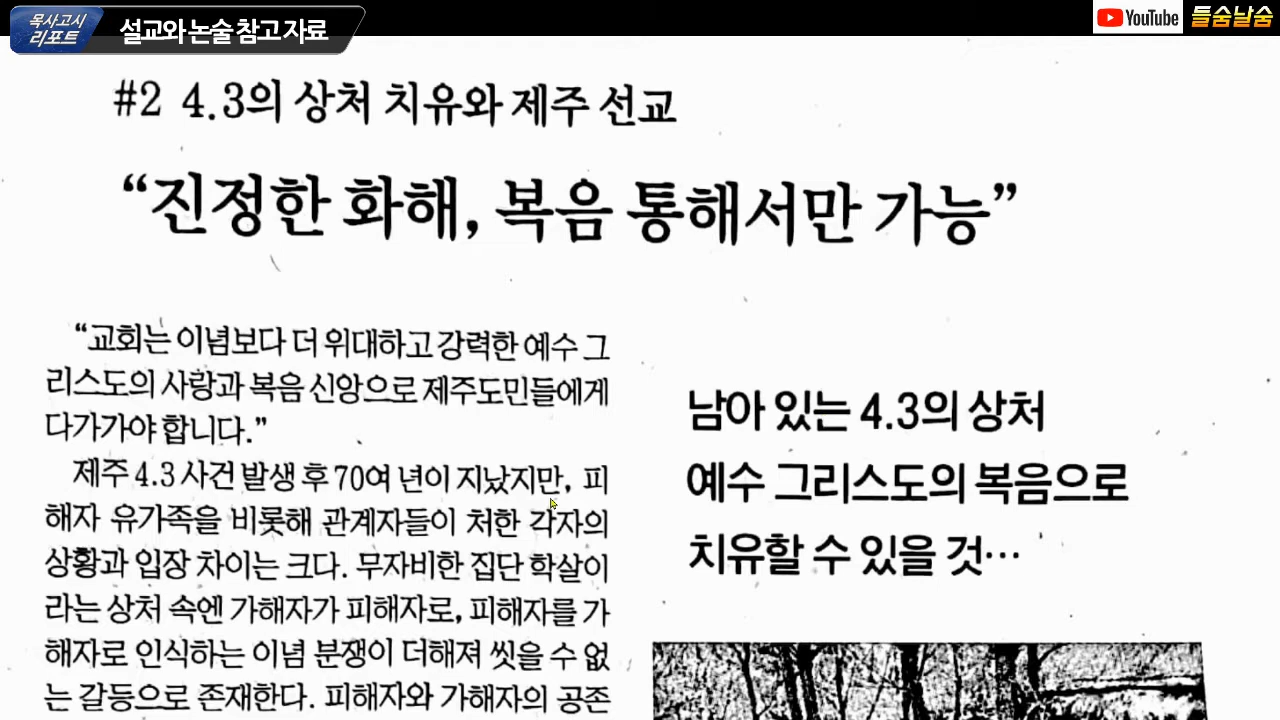 목사고시
리포트
설교와 논술 참고 자료
YouTube 들숨날숨
#2 4.3의 상처 치유와 제주 선교
“진정한 화해, 복음 통해서만 가능”
“교회는 이념보다 더 위대하고 강력한 예수 그
리스도의 사랑과 복음 신앙으로 제주도민들에게
다가가야 합니다.”
제주 4.3 사건 발생 후 70여 년이 지났지만, 피
해자 유가족을 비롯해 관계자들이 처한 각자의
상황과 입장 차이는 크다. 무자비한 집단 학살이
라는 상처 속엔 가해자가 피해자로, 피해자를 가
해자로 인식하는 이념 분쟁이 더해져 씻을 수 없
는 갈등으로 존재한다. 피해자와 가해자의 공존
남아 있는 4.3의 상처
예수 그리스도의 복음으로
치유할 수 있을 것…